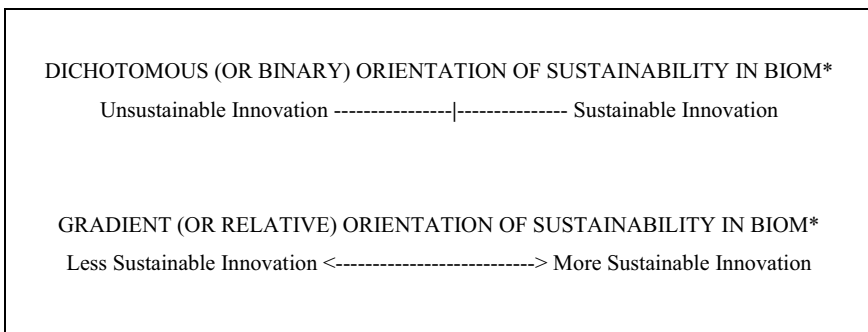 DICHOTOMOUS (OR BINARY) ORIENTATION OF SUSTAINABILITY IN BIOM*
Unsustainable Innovation ----------------|--------------- Sustainable Innovation
GRADIENT (OR RELATIVE) ORIENTATION OF SUSTAINABILITY IN BIOM*
Less Sustainable Innovation <---------------------------> More Sustainable Innovation